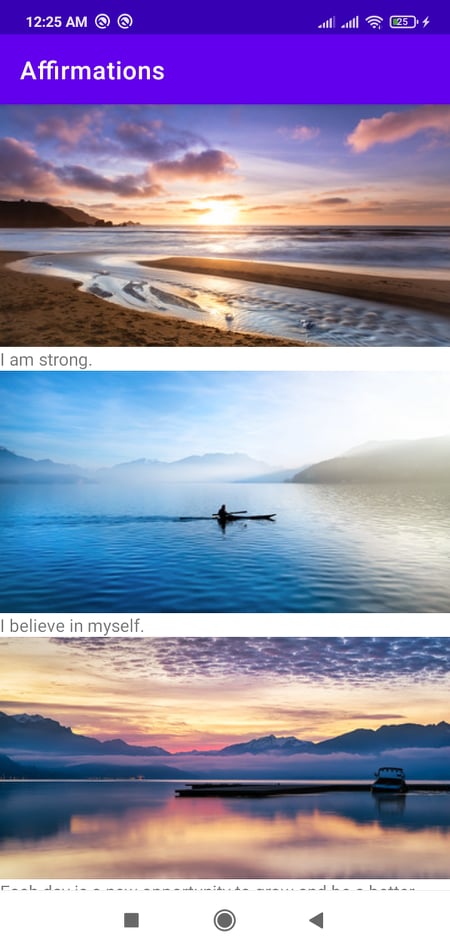 12:25 AM 25
Affirmations
I am strong.
I believe in myself.
Each day is a new opportunity to grow and be a better